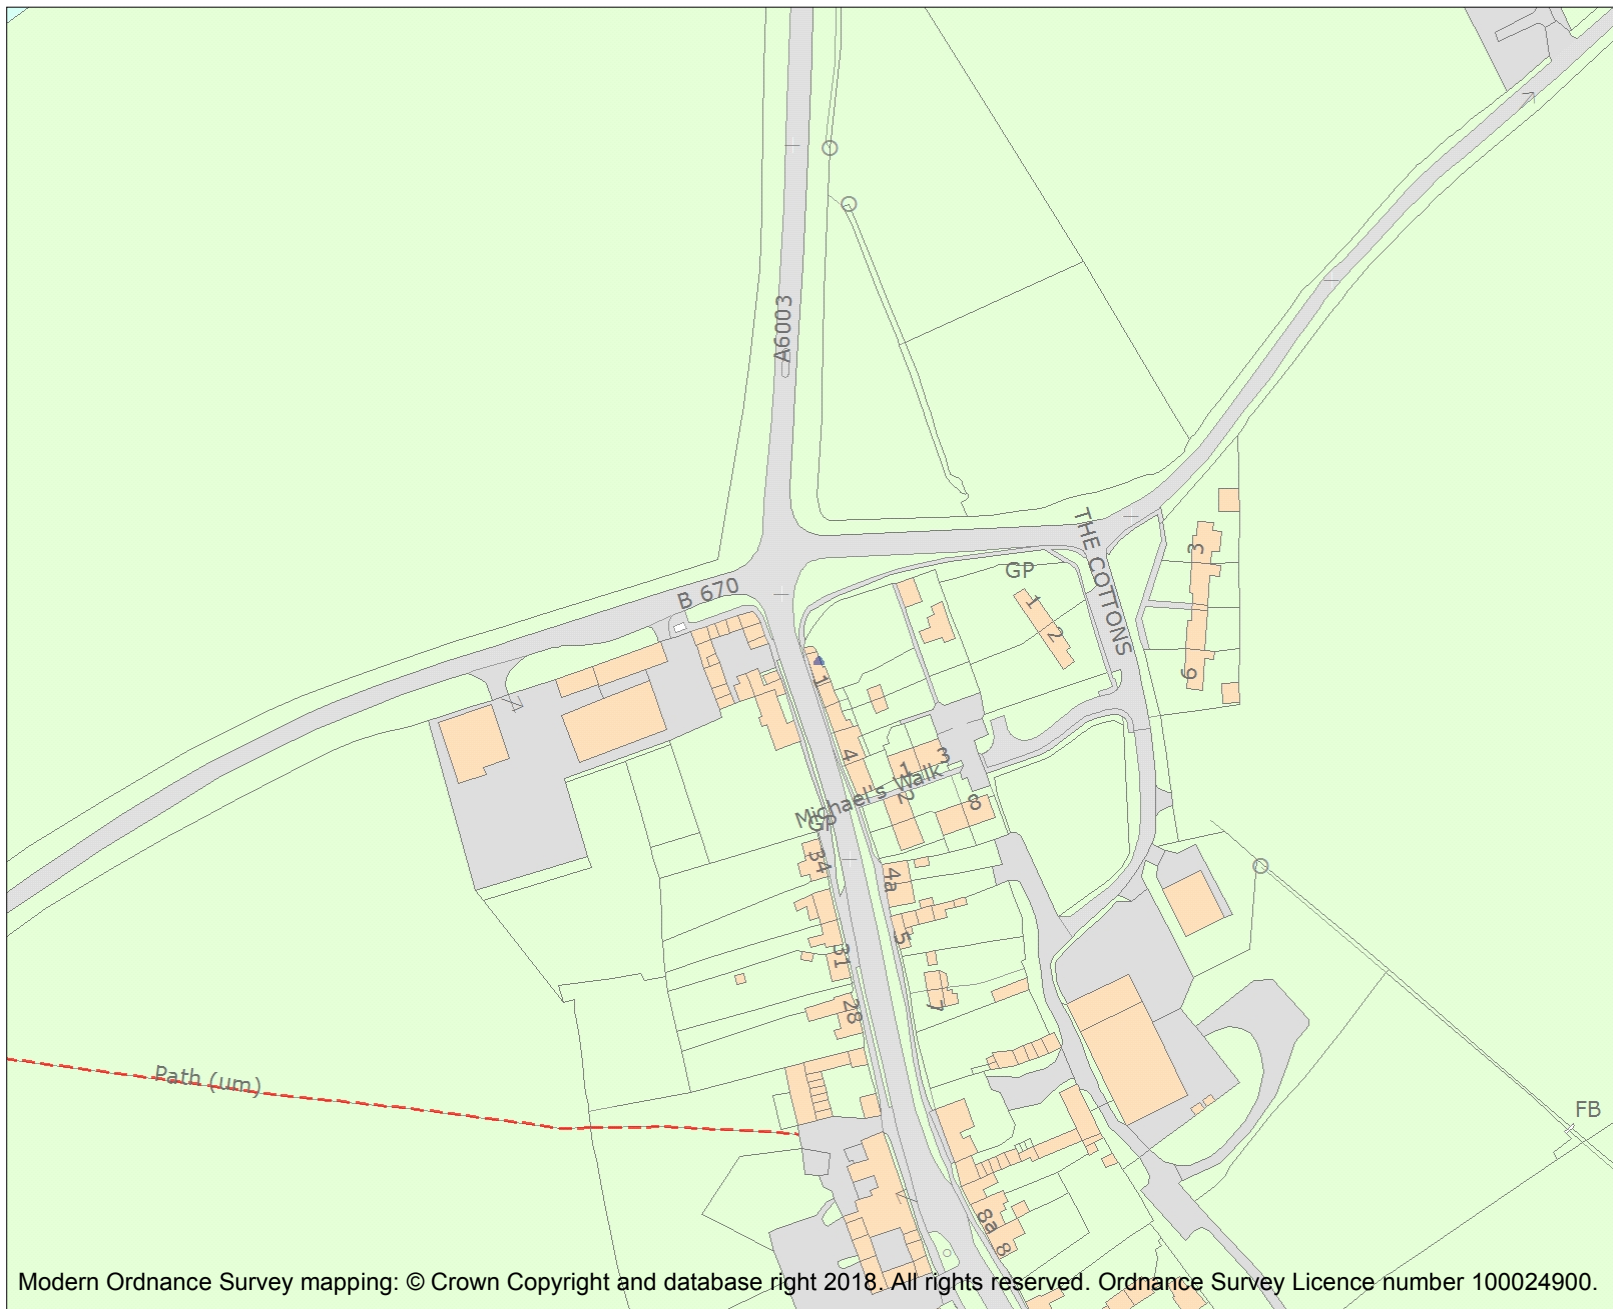 A6003
THE COTTONS
GP
B 670
1
2
3
6
1
4
1
3
2
8
Michael's Walk
GP
34
4a
5
31
7
28
Path (um)
FB
8a
8
Modern Ordnance Survey mapping: © Crown Copyright and database right 2018. All rights reserved. Ordnance Survey Licence number 100024900.